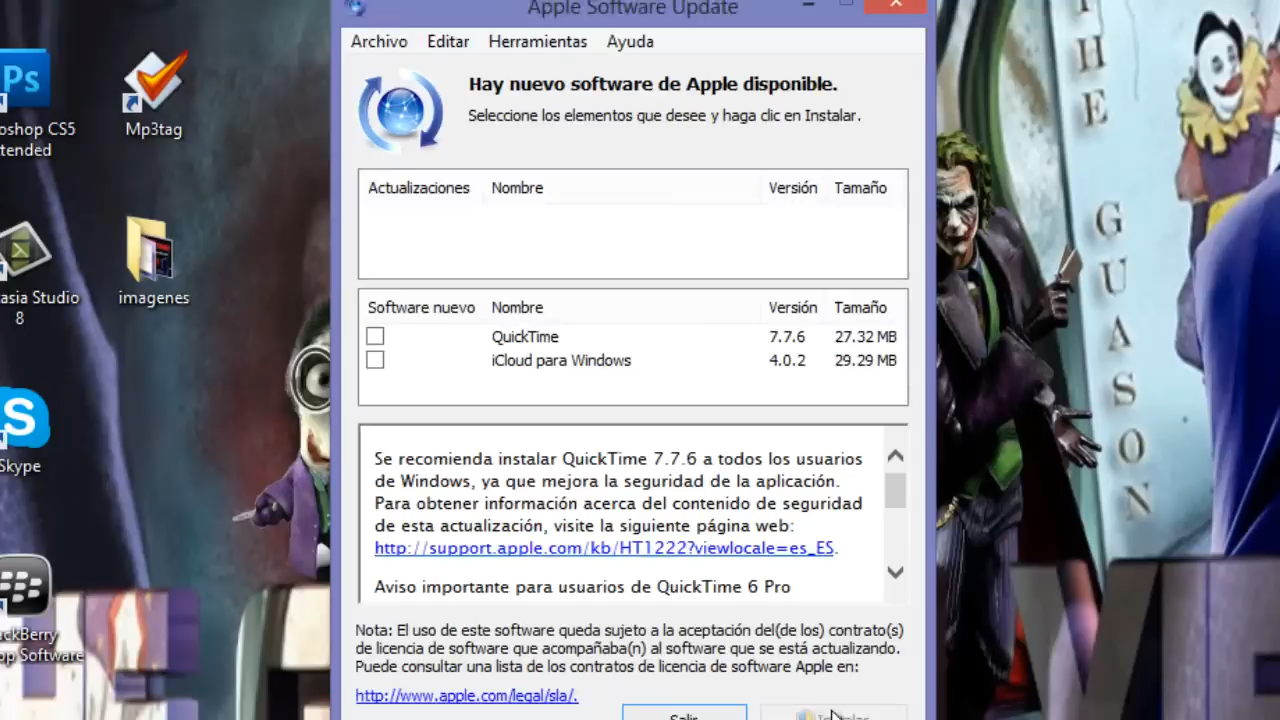 Apple Software Update
Archivo Editar Herramientas Ayuda
Hay nuevo software de Apple disponible.
Seleccione los elementos que desee y haga clic en Instalar.
Actualizaciones Nombre Versión Tamaño
Software nuevo Nombre Versión Tamaño
QuickTime 7.7.6 27.32 MB
iCloud para Windows 4.0.2 29.29 MB
Se recomienda instalar QuickTime 7.7.6 a todos los usuarios
de Windows, ya que mejora la seguridad de la aplicación.
Para obtener información acerca del contenido de seguridad
de esta actualización, visite la siguiente página web:
http://support.apple.com/kb/HT1222?viewlocale=es_ES.
Aviso importante para usuarios de QuickTime 6 Pro
Nota: El uso de este software queda sujeto a la aceptación del(de los) contrato(s)
de licencia de software que acompañaba(n) al software que se está actualizando.
Puede consultar una lista de los contratos de licencia de software Apple en:
http://www.apple.com/legal/sla/.
Salir Instalar
Ps
oshop CS5
tended
Mp3tag
asia Studio
8
imagenes
S
Skype
ackBerry
op Software
THE GUASON